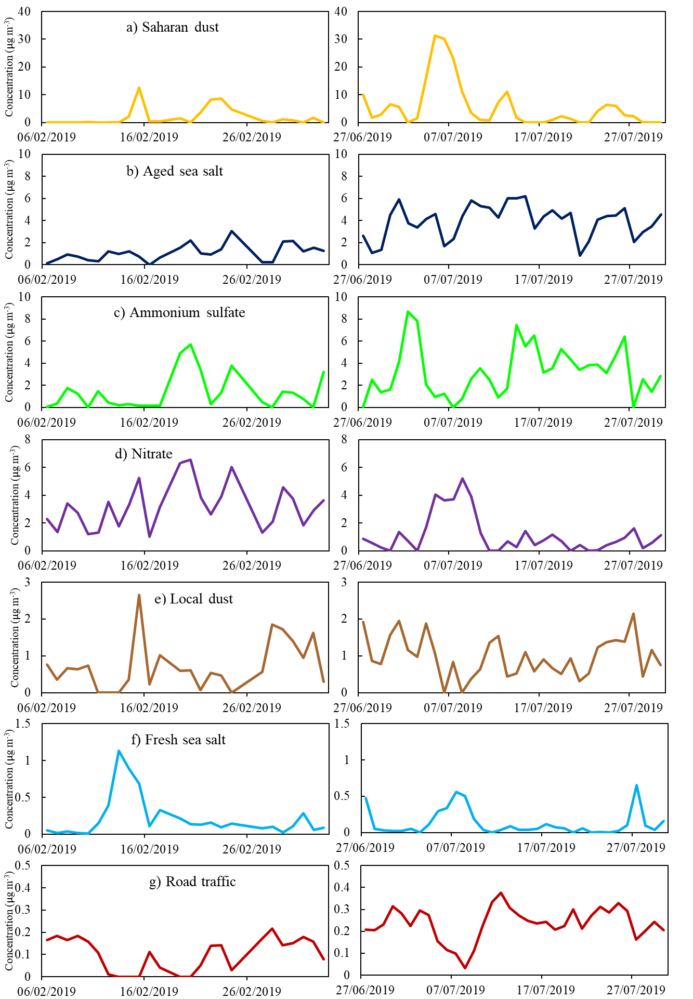 Concentration (μg m-3)
a) Saharan dust
40
30
20
10
0
06/02/2019 16/02/2019 26/02/2019
40
30
20
10
0
27/06/2019 07/07/2019 17/07/2019 27/07/2019
Concentration (μg m-3)
b) Aged sea salt
10
8
6
4
2
0
06/02/2019 16/02/2019 26/02/2019
10
8
6
4
2
0
27/06/2019 07/07/2019 17/07/2019 27/07/2019
Concentration (μg m-3)
c) Ammonium sulfate
10
8
6
4
2
0
06/02/2019 16/02/2019 26/02/2019
10
8
6
4
2
0
27/06/2019 07/07/2019 17/07/2019 27/07/2019
Concentration (μg m-3)
d) Nitrate
8
6
4
2
0
06/02/2019 16/02/2019 26/02/2019
8
6
4
2
0
27/06/2019 07/07/2019 17/07/2019 27/07/2019
Concentration (μg m-3)
e) Local dust
3
2
1
0
06/02/2019 16/02/2019 26/02/2019
3
2
1
0
27/06/2019 07/07/2019 17/07/2019 27/07/2019
Concentration (μg m-3)
f) Fresh sea salt
1.5
1
0.5
0
06/02/2019 16/02/2019 26/02/2019
1.5
1
0.5
0
27/06/2019 07/07/2019 17/07/2019 27/07/2019
Concentration (μg m-3)
g) Road traffic
0.5
0.4
0.3
0.2
0.1
0
06/02/2019 16/02/2019 26/02/2019
0.5
0.4
0.3
0.2
0.1
0
27/06/2019 07/07/2019 17/07/2019 27/07/2019